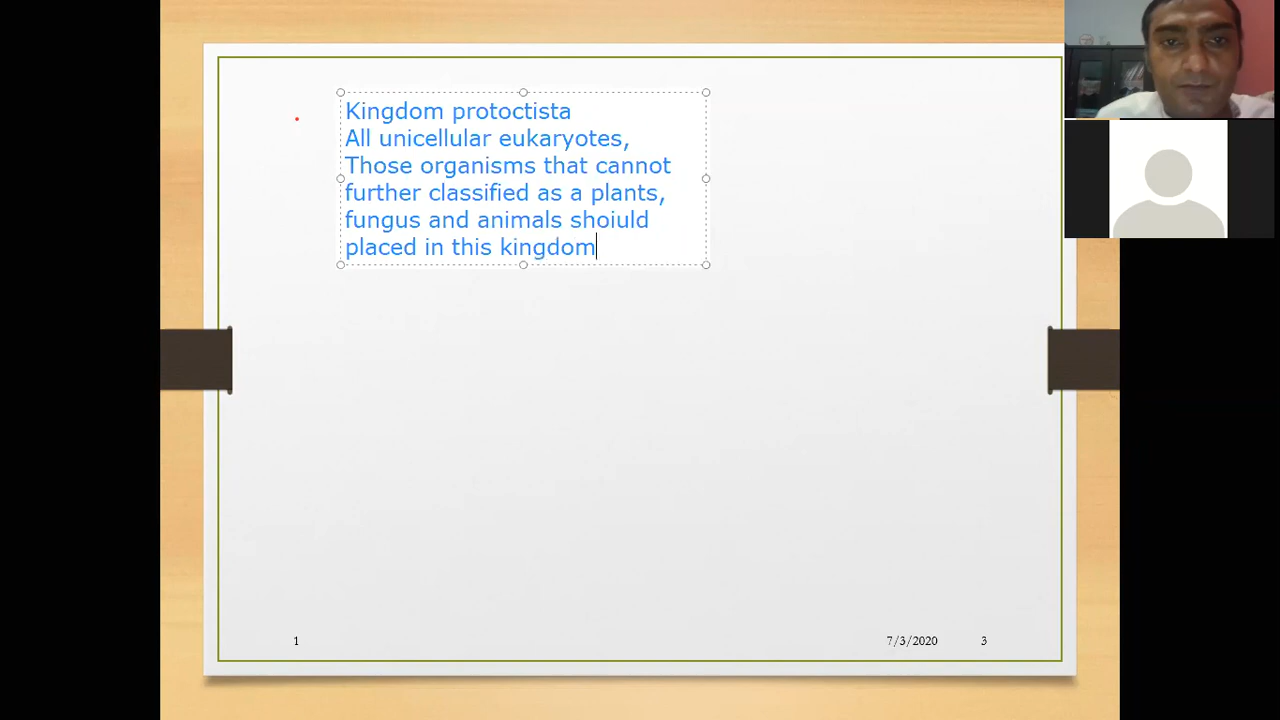 Kingdom protoctista
All unicellular eukaryotes,
Those organisms that cannot
further classified as a plants,
fungus and animals shoiuld
placed in this kingdom
1
7/3/2020
3